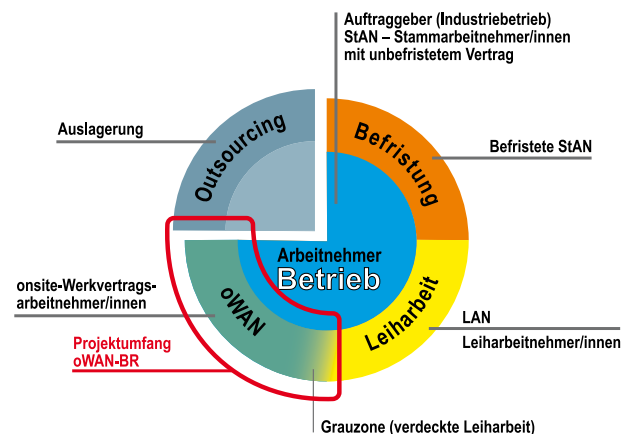 Auftraggeber (Industriebetrieb)
StAN – Stammarbeitnehmer/innen
mit unbefristetem Vertrag
Auslagerung
Outsourcing
Befristung
Befristete StAN
Arbeitnehmer
Betrieb
onsite-Werkvertrags-
arbeitnehmer/innen
oWAN
Leiharbeit
LAN
Leiharbeitnehmer/innen
Projektumfang
oWAN-BR
Grauzone (verdeckte Leiharbeit)